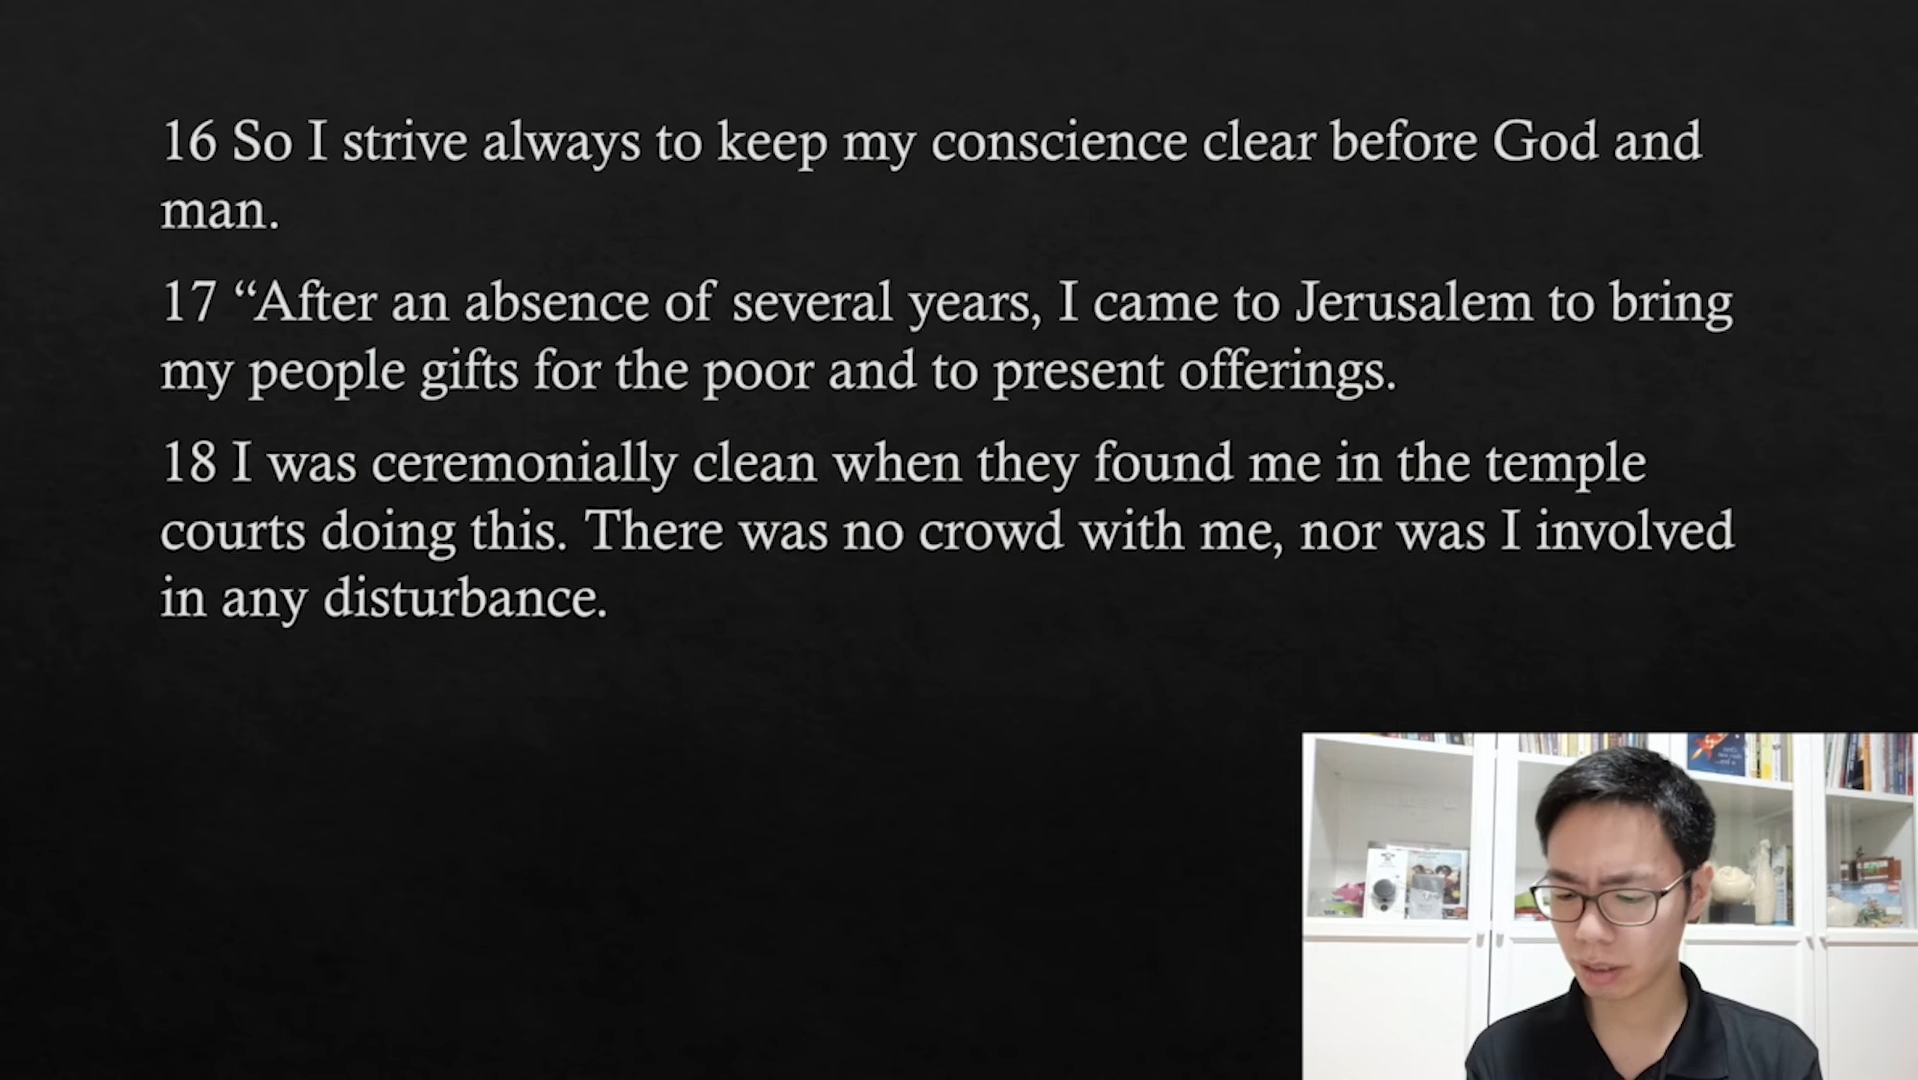 16 So I strive always to keep my conscience clear before God and
man.
17 “After an absence of several years, I came to Jerusalem to bring
my people gifts for the poor and to present offerings.
18 I was ceremonially clean when they found me in the temple
courts doing this. There was no crowd with me, nor was I involved
in any disturbance.